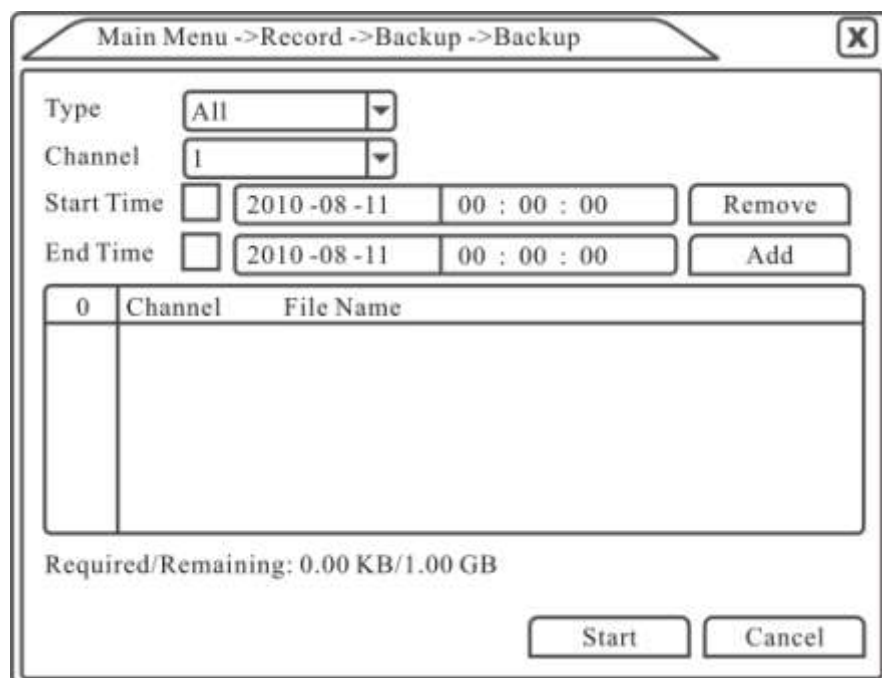 Main Menu ->Record ->Backup ->Backup X
Type All
Channel 1
Start Time 2010 -08 -11 00 : 00 : 00 Remove
End Time 2010 -08 -11 00 : 00 : 00 Add
0 Channel File Name
Required/Remaining: 0.00 KB/1.00 GB
Start Cancel